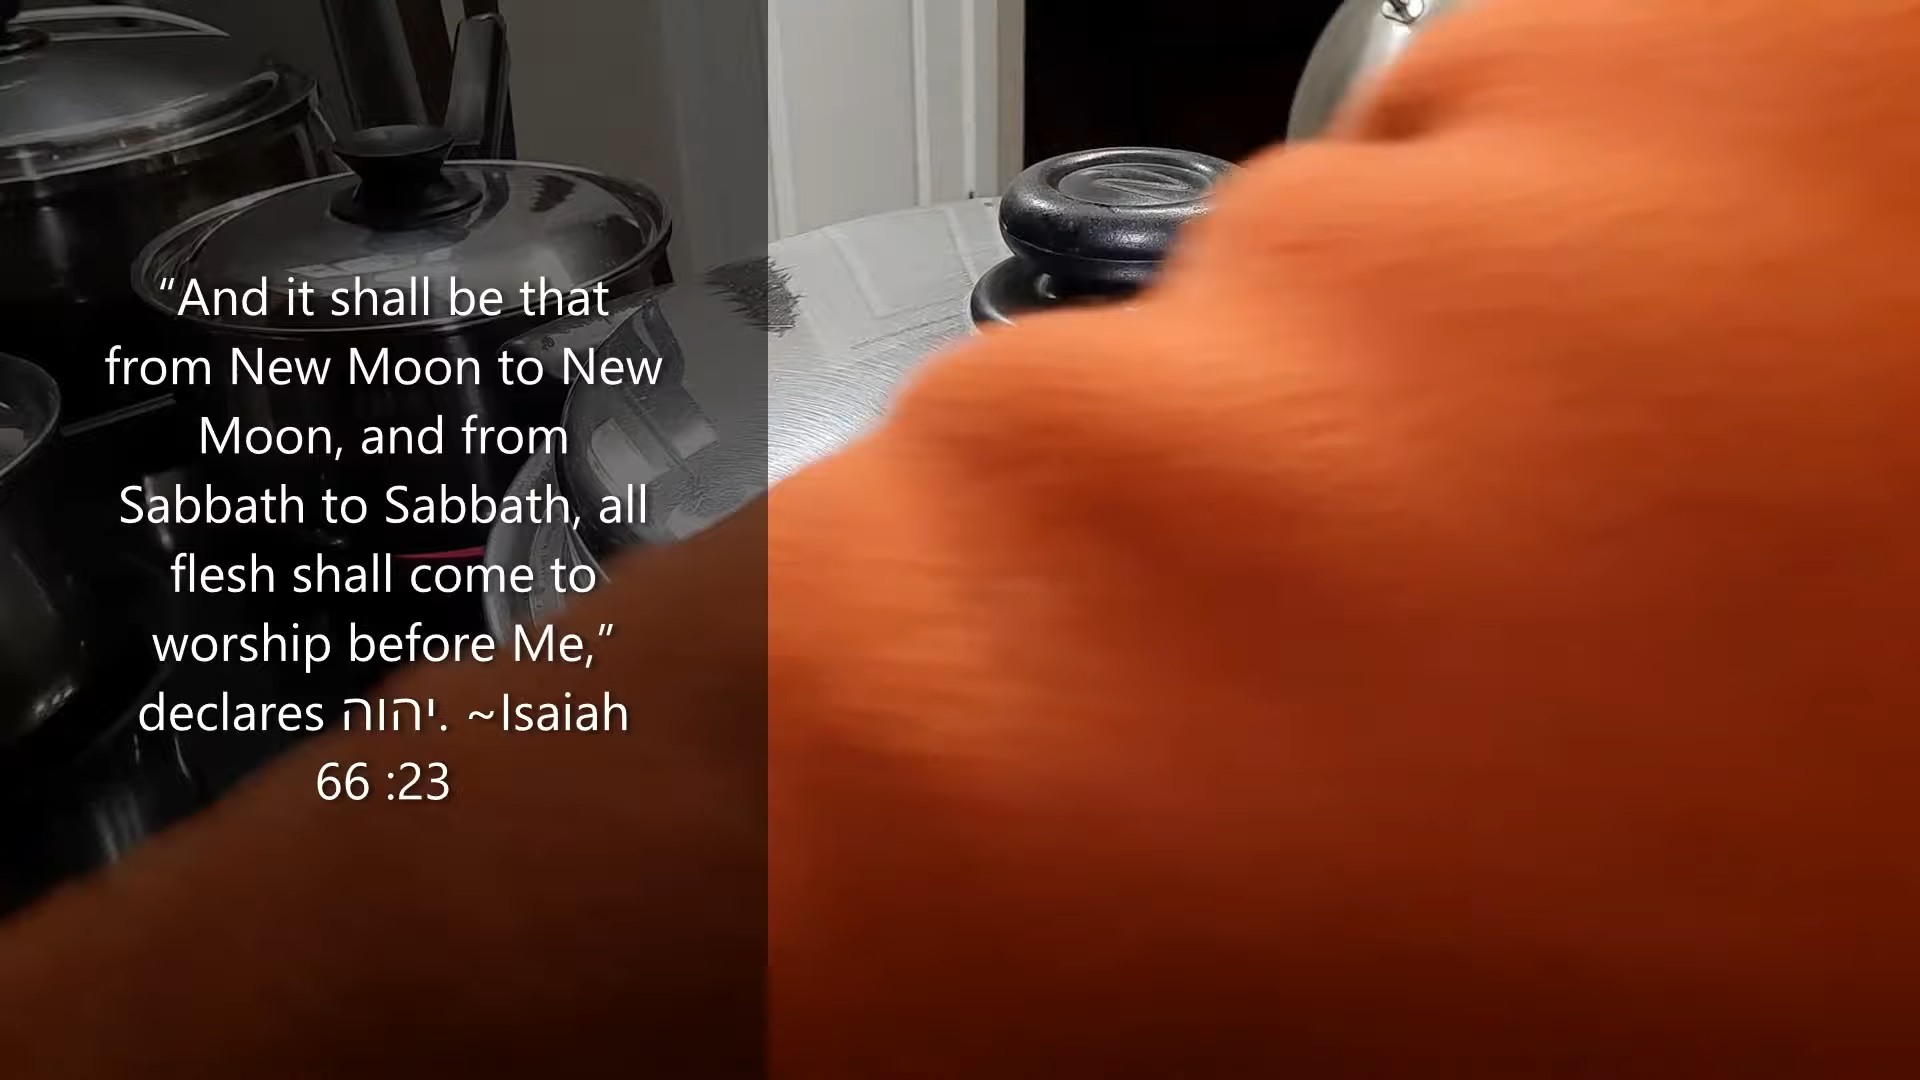 “And it shall be that
from New Moon to New
Moon, and from
Sabbath to Sabbath, all
flesh shall come to
worship before Me,”
declares יהוה. ~Isaiah
66 :23